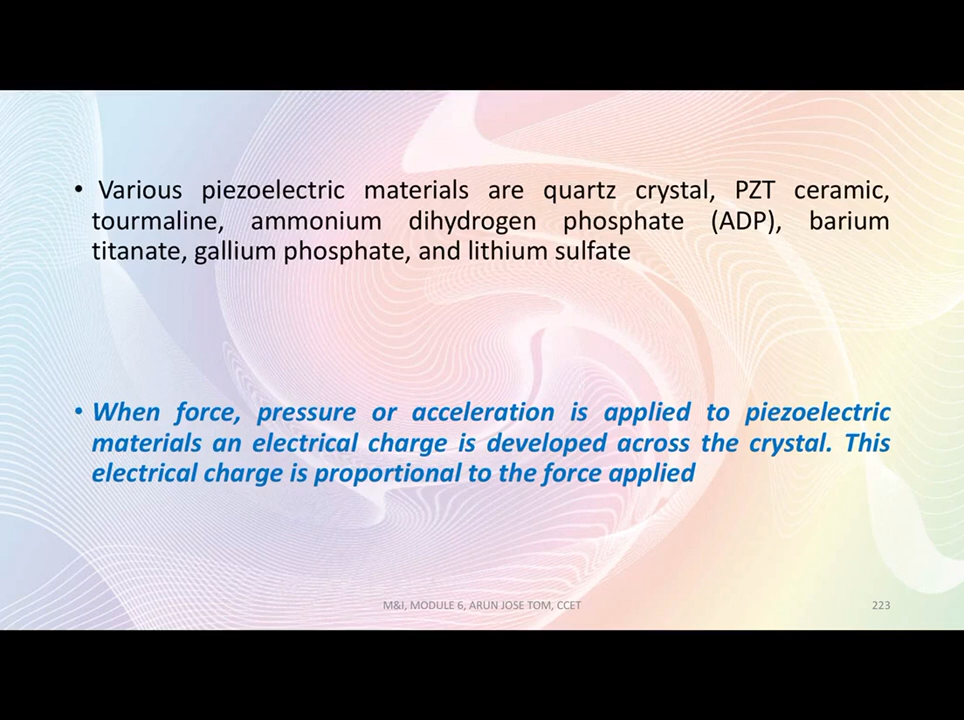 • Various piezoelectric materials are quartz crystal, PZT ceramic,
tourmaline, ammonium dihydrogen phosphate (ADP), barium
titanate, gallium phosphate, and lithium sulfate
• When force, pressure or acceleration is applied to piezoelectric
materials an electrical charge is developed across the crystal. This
electrical charge is proportional to the force applied
M&I, MODULE 6, ARUN JOSE TOM, CCET
223